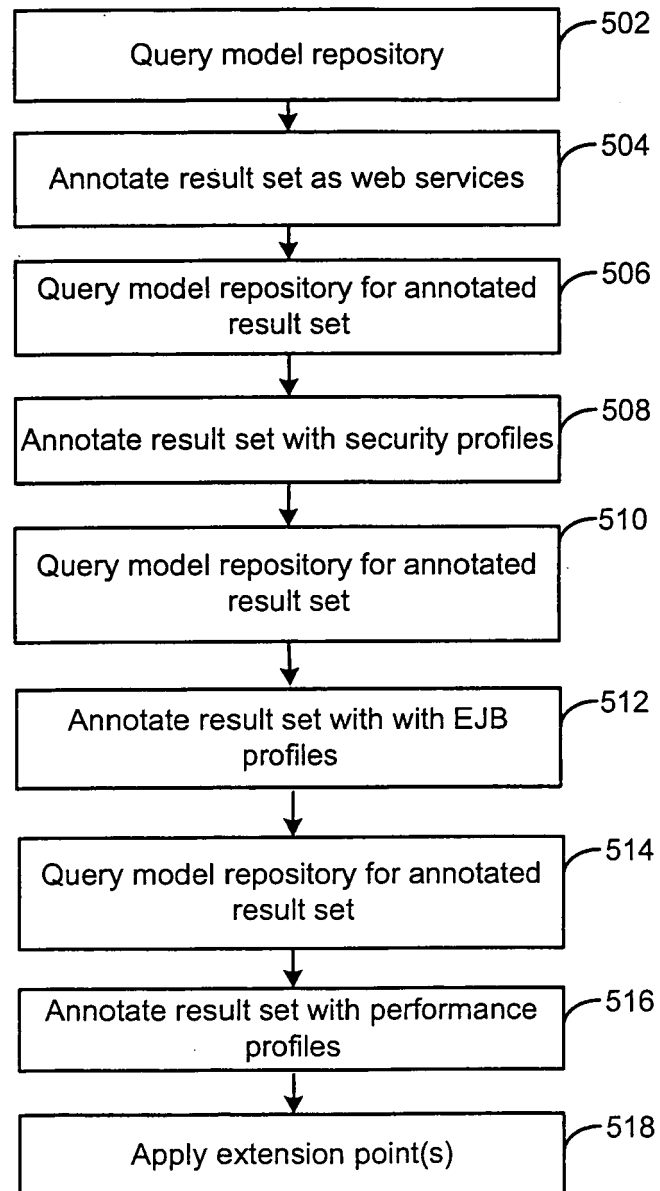 Query model repository
502
Annotate result set as web services
504
Query model repository for annotated
result set
506
Annotate result set with security profiles
508
Query model repository for annotated
result set
510
Annotate result set with with EJB
profiles
512
Query model repository for annotated
result set
514
Annotate result set with performance
profiles
516
Apply extension point(s)
518